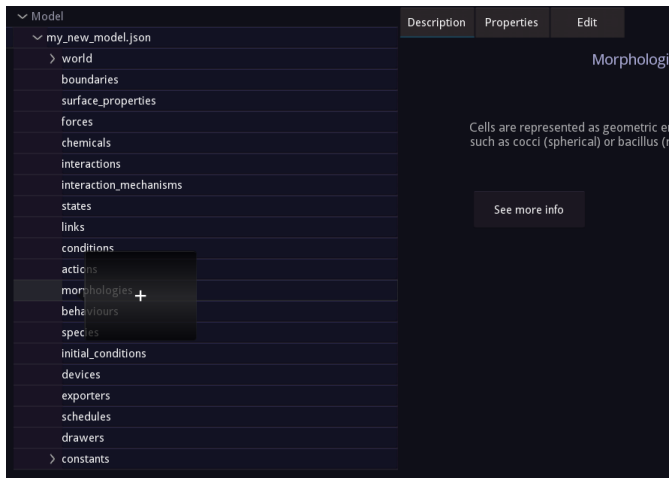 Model
my_new_model.json
world
boundaries
surface_properties
forces
chemicals
interactions
interaction_mechanisms
states
links
conditions
actions
morphologies
+
behaviours
species
initial_conditions
devices
exporters
schedules
drawers
constants
Description Properties Edit
Morphologi
Cells are represented as geometric e
such as cocci (spherical) or bacillus (
See more info